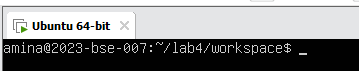 Ubuntu 64-bit
amina@2023-bse-007:~/lab4/workspace$ _